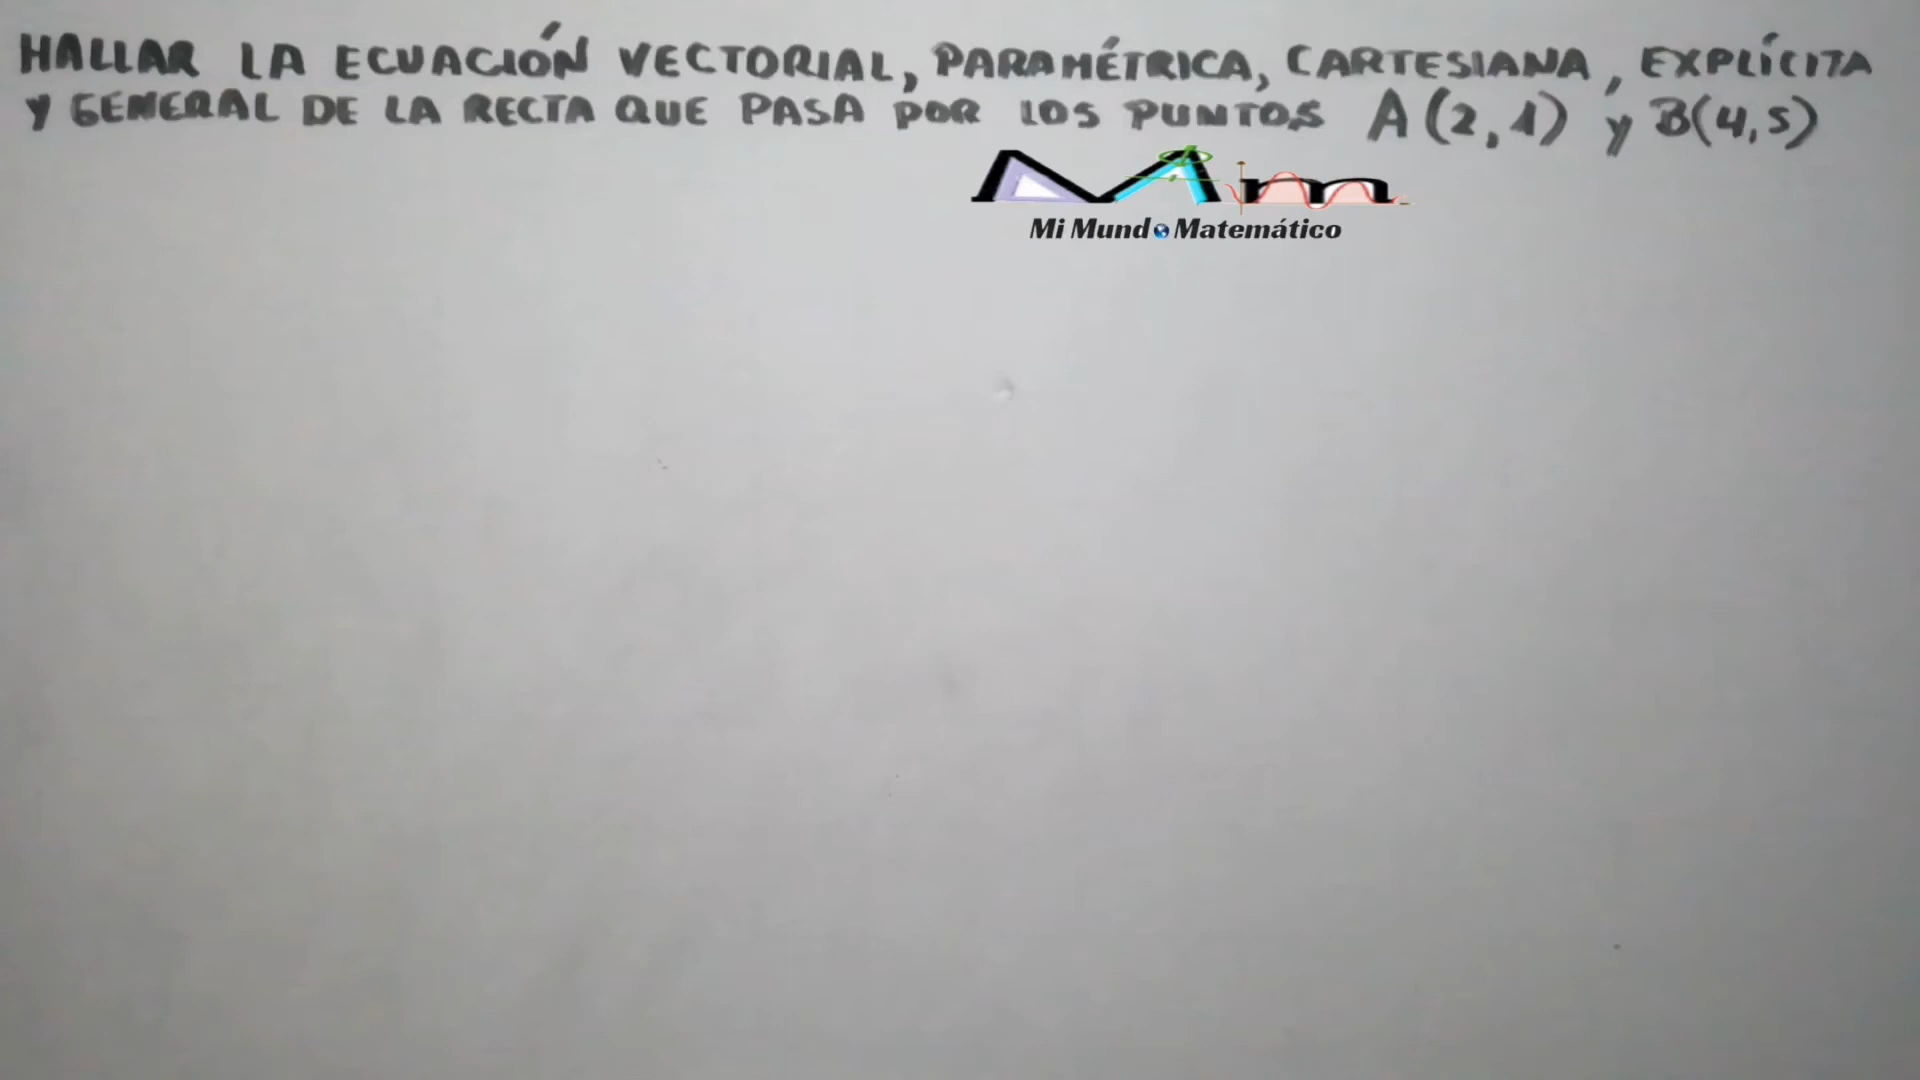 HALLAR LA ECUACIÓN VECTORIAL, PARAMÉTRICA, CARTESIANA, EXPLÍCITA
Y GENERAL DE LA RECTA QUE PASA POR LOS PUNTOS A(2,1) y B(4,5)
Mi Mundo Matemático